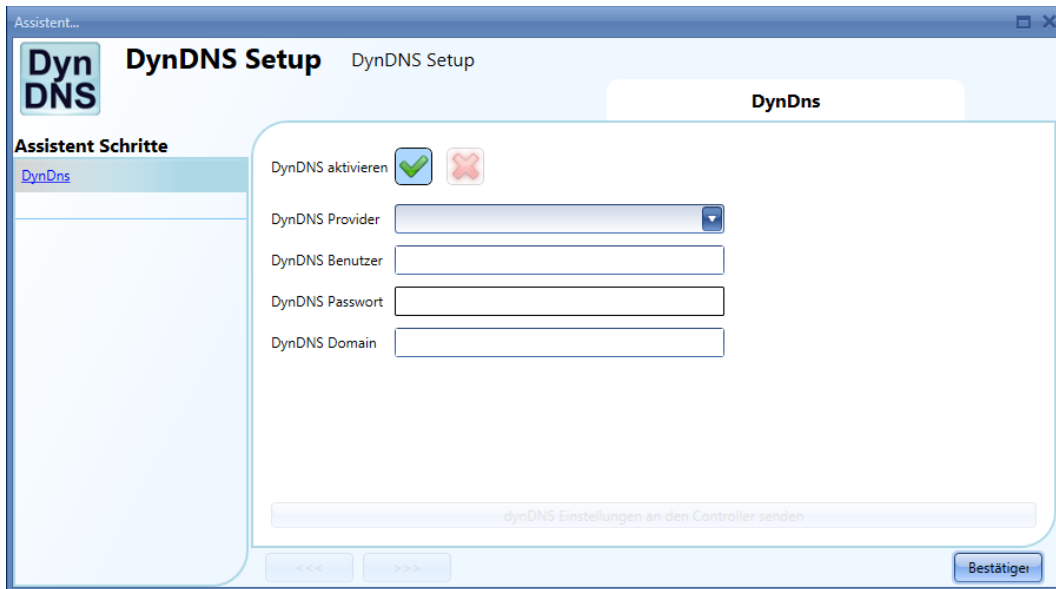 Assistent...
Dyn
DNS
DynDNS Setup DynDNS Setup
DynDns
Assistent Schritte
DynDns
DynDNS aktivieren
DynDNS Provider
DynDNS Benutzer
DynDNS Passwort
DynDNS Domain
dynDNS Einstellungen an den Controller senden
<<< >>>
Bestätiger